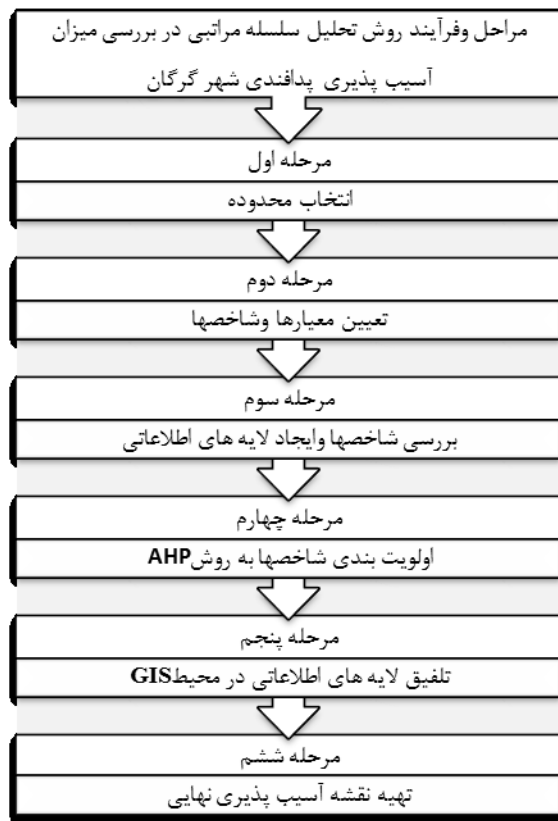 مراحل وفرآیند روش تحلیل سلسله مراتبی در بررسی میزان
آسیب پذیری پدافندی شهر گرگان
مرحله اول
انتخاب محدوده
مرحله دوم
تعیین معیارها وشاخصها
مرحله سوم
بررسی شاخصها وایجاد لایه های اطلاعاتی
مرحله چهارم
اولویت بندی شاخصها به روشAHP
مرحله پنجم
تلفیق لایه های اطلاعاتی در محیطGIS
مرحله ششم
تهیه نقشه آسیب پذیری نهایی